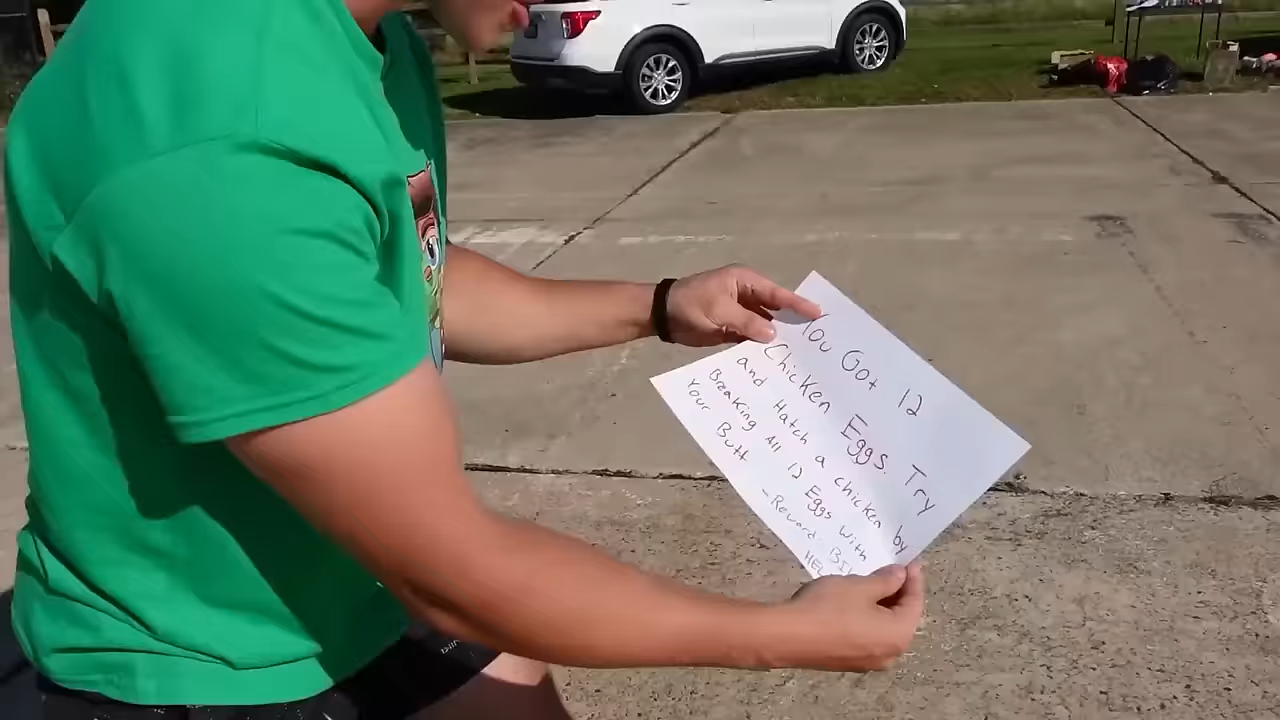 You Got 12
Chicken Eggs. Try
and Hatch a chicken by
Breaking All 12 Eggs with
Your Butt
-Reward